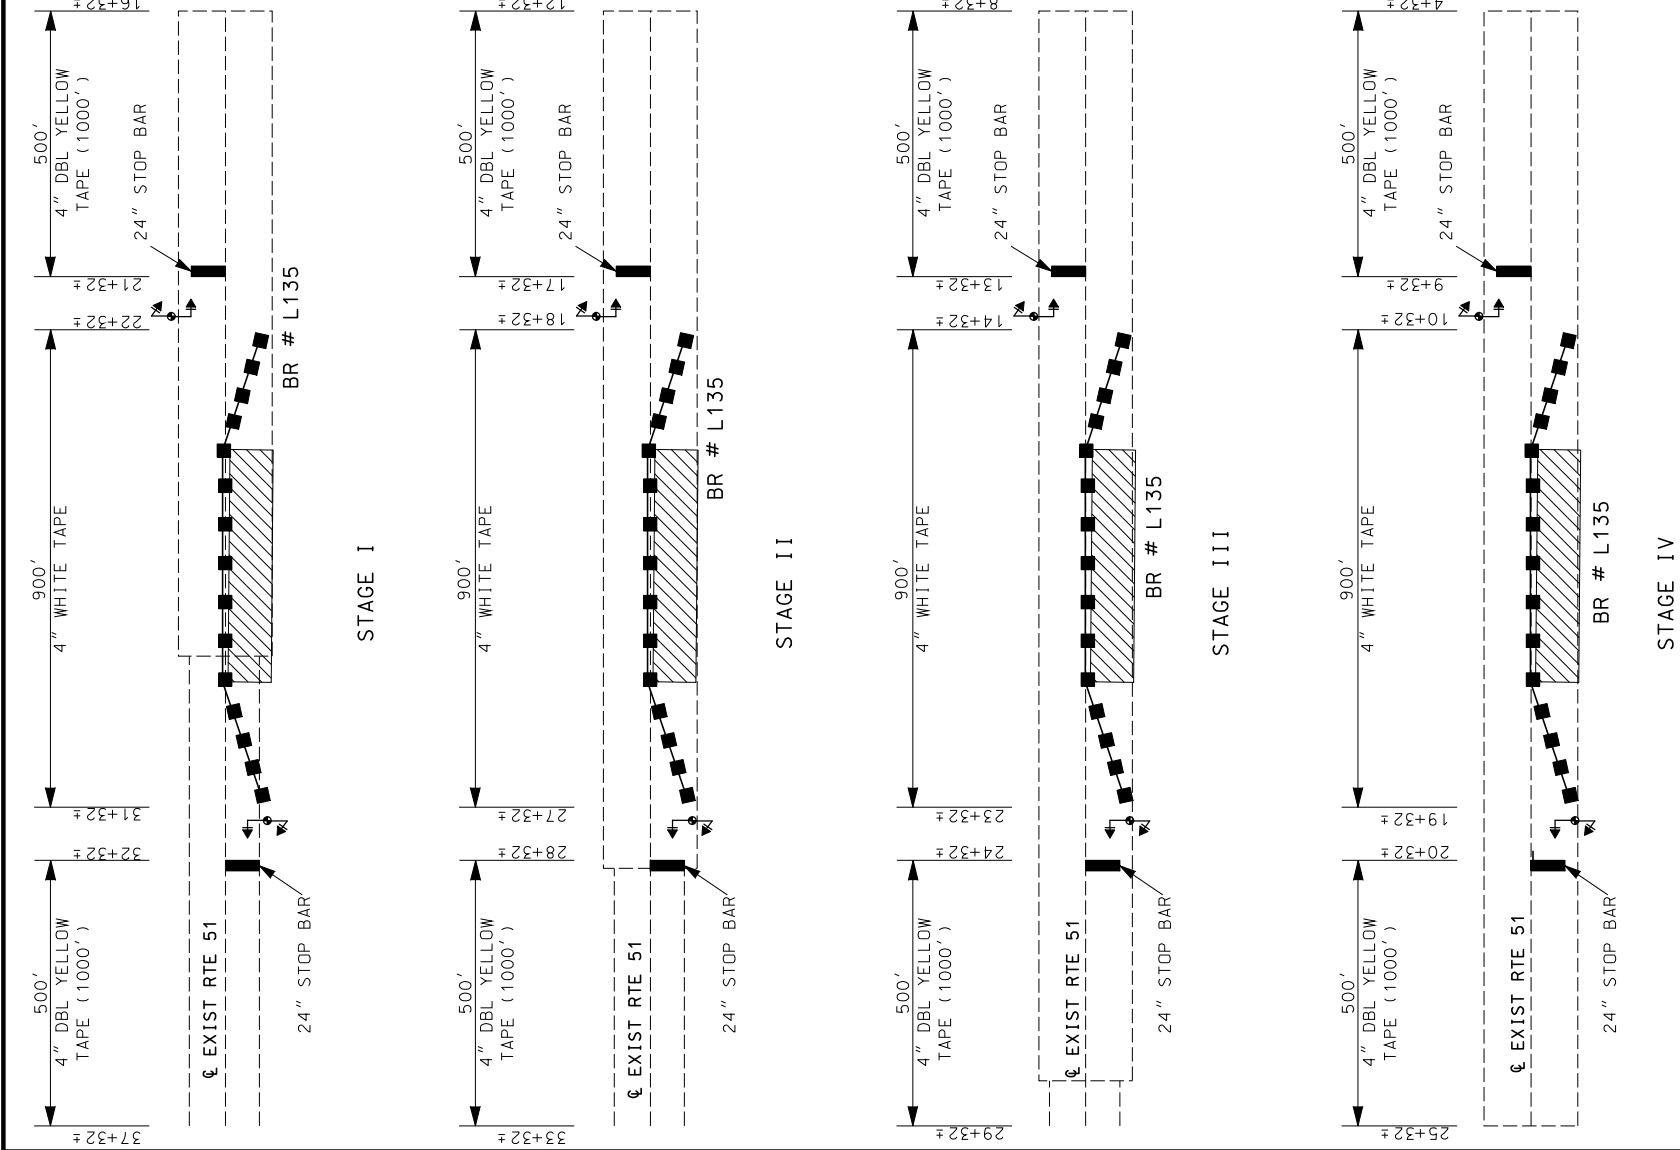 16+32±
500'
4" DBL YELLOW
TAPE (1000')
24" STOP BAR
21+32±
22+32±
BR # L135
900'
4" WHITE TAPE
STAGE I
31+32±
32+32±
500'
4" DBL YELLOW
TAPE (1000')
℄ EXIST RTE 51
24" STOP BAR
37+32±
12+32±
500'
4" DBL YELLOW
TAPE (1000')
24" STOP BAR
17+32±
18+32±
BR # L135
900'
4" WHITE TAPE
STAGE II
27+32±
28+32±
500'
4" DBL YELLOW
TAPE (1000')
℄ EXIST RTE 51
24" STOP BAR
33+32±
8+32±
500'
4" DBL YELLOW
TAPE (1000')
24" STOP BAR
13+32±
14+32±
BR # L135
900'
4" WHITE TAPE
STAGE III
23+32±
24+32±
500'
4" DBL YELLOW
TAPE (1000')
℄ EXIST RTE 51
24" STOP BAR
29+32±
4+32±
500'
4" DBL YELLOW
TAPE (1000')
24" STOP BAR
9+32±
10+32±
BR # L135
900'
4" WHITE TAPE
STAGE IV
19+32±
20+32±
500'
4" DBL YELLOW
TAPE (1000')
℄ EXIST RTE 51
24" STOP BAR
25+32±